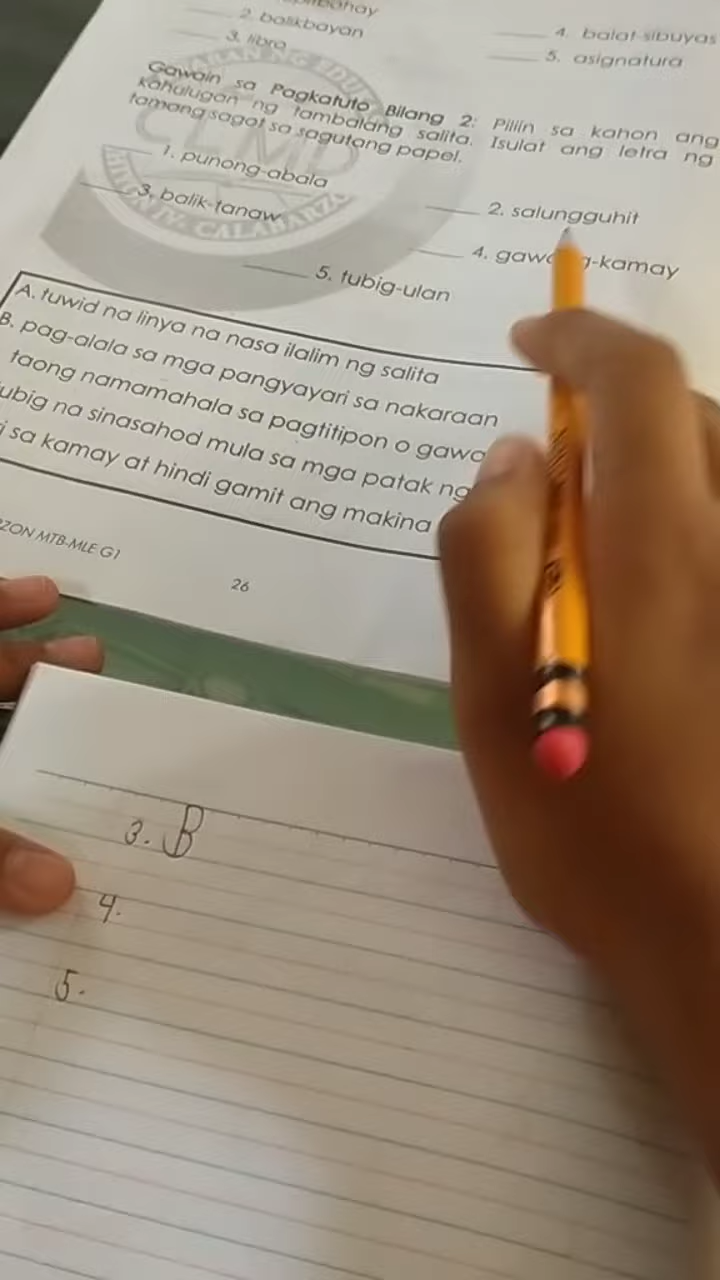 2. balikbayan
4. balat-sibuyas
3. libro
5. asignatura
Gawain sa Pagkatuto Bilang 2: Piliin sa kahon ang
kahulugan ng tambalang salita. Isulat ang letra ng
tamang sagot sa sagutang papel.
1. punong-abala
2. salungguhit
3. balik-tanaw
4. -kamay
5. tubig-ulan
A. tuwid na linya na nasa ilalim ng salita
B. pag-alala sa mga pangyayari sa nakaraan
taong namamahala sa pagtitipon o gawa
ubig na sinasahod mula sa mga patak ng
i sa kamay at hindi gamit ang makina
ZON MTB-MLE G1
26
3. B
4.
5.